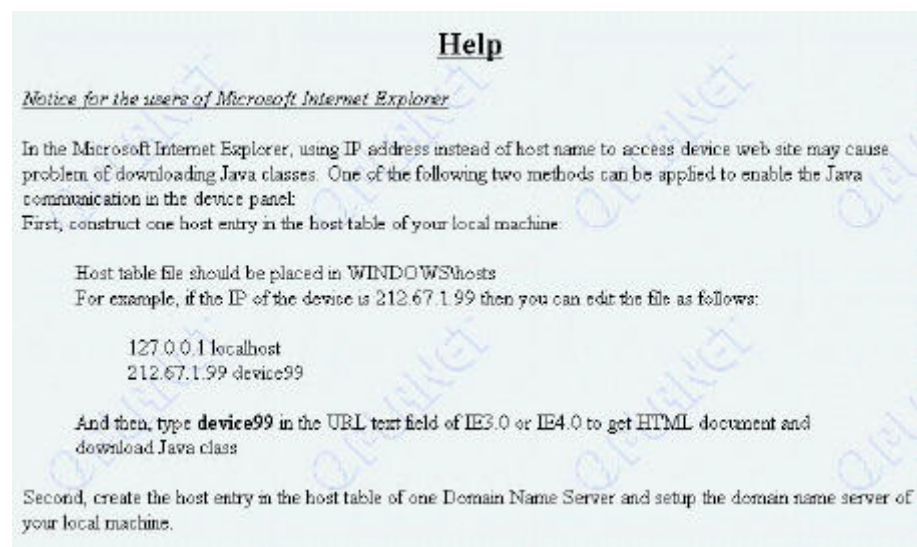 Help
Notice for the users of Microsoft Internet Explorer
In the Microsoft Internet Explorer, using IP address instead of host name to access device web site may cause
problem of downloading Java classes. One of the following two methods can be applied to enable the Java
communication in the device panel:
First, construct one host entry in the host table of your local machine:
Host table file should be placed in WINDOWS\hosts
For example, if the IP of the device is 212.67.1.99 then you can edit the file as follows:
127.0.0.1 localhost
212.67.1.99 device99
And then, type device99 in the URL text field of IE3.0 or IE4.0 to get HTML document and
download Java class
Second, create the host entry in the host table of one Domain Name Server and setup the domain name server of
your local machine.